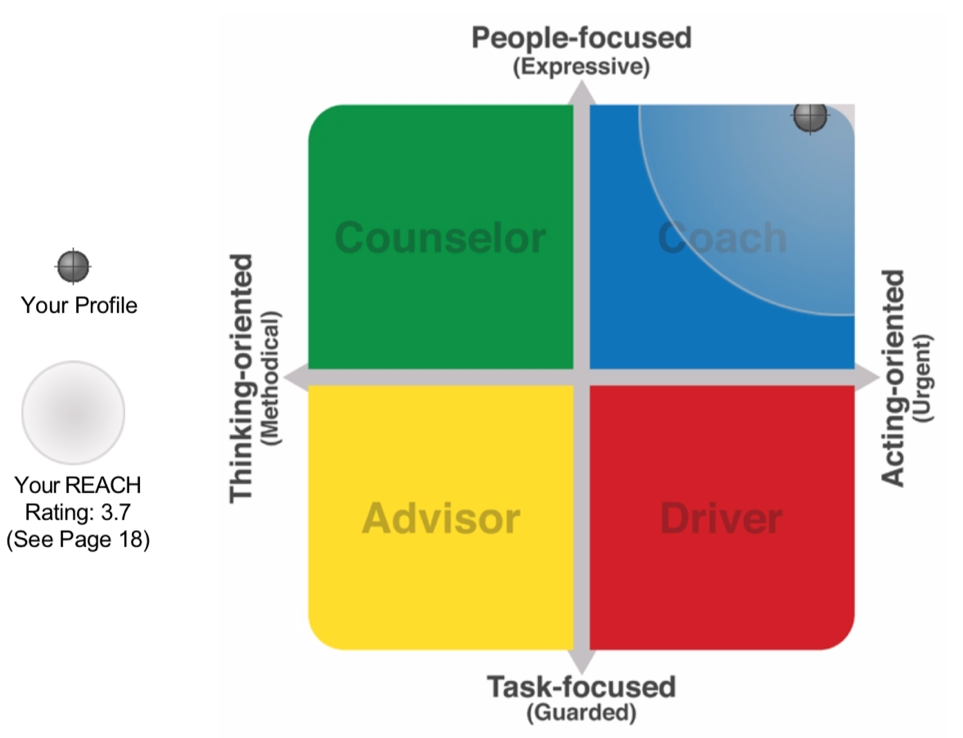 People-focused
(Expressive)
Counselor
Coach
Thinking-oriented
(Methodical)
Acting-oriented
(Urgent)
Your Profile
Your REACH
Rating: 3.7
(See Page 18)
Advisor
Driver
Task-focused
(Guarded)